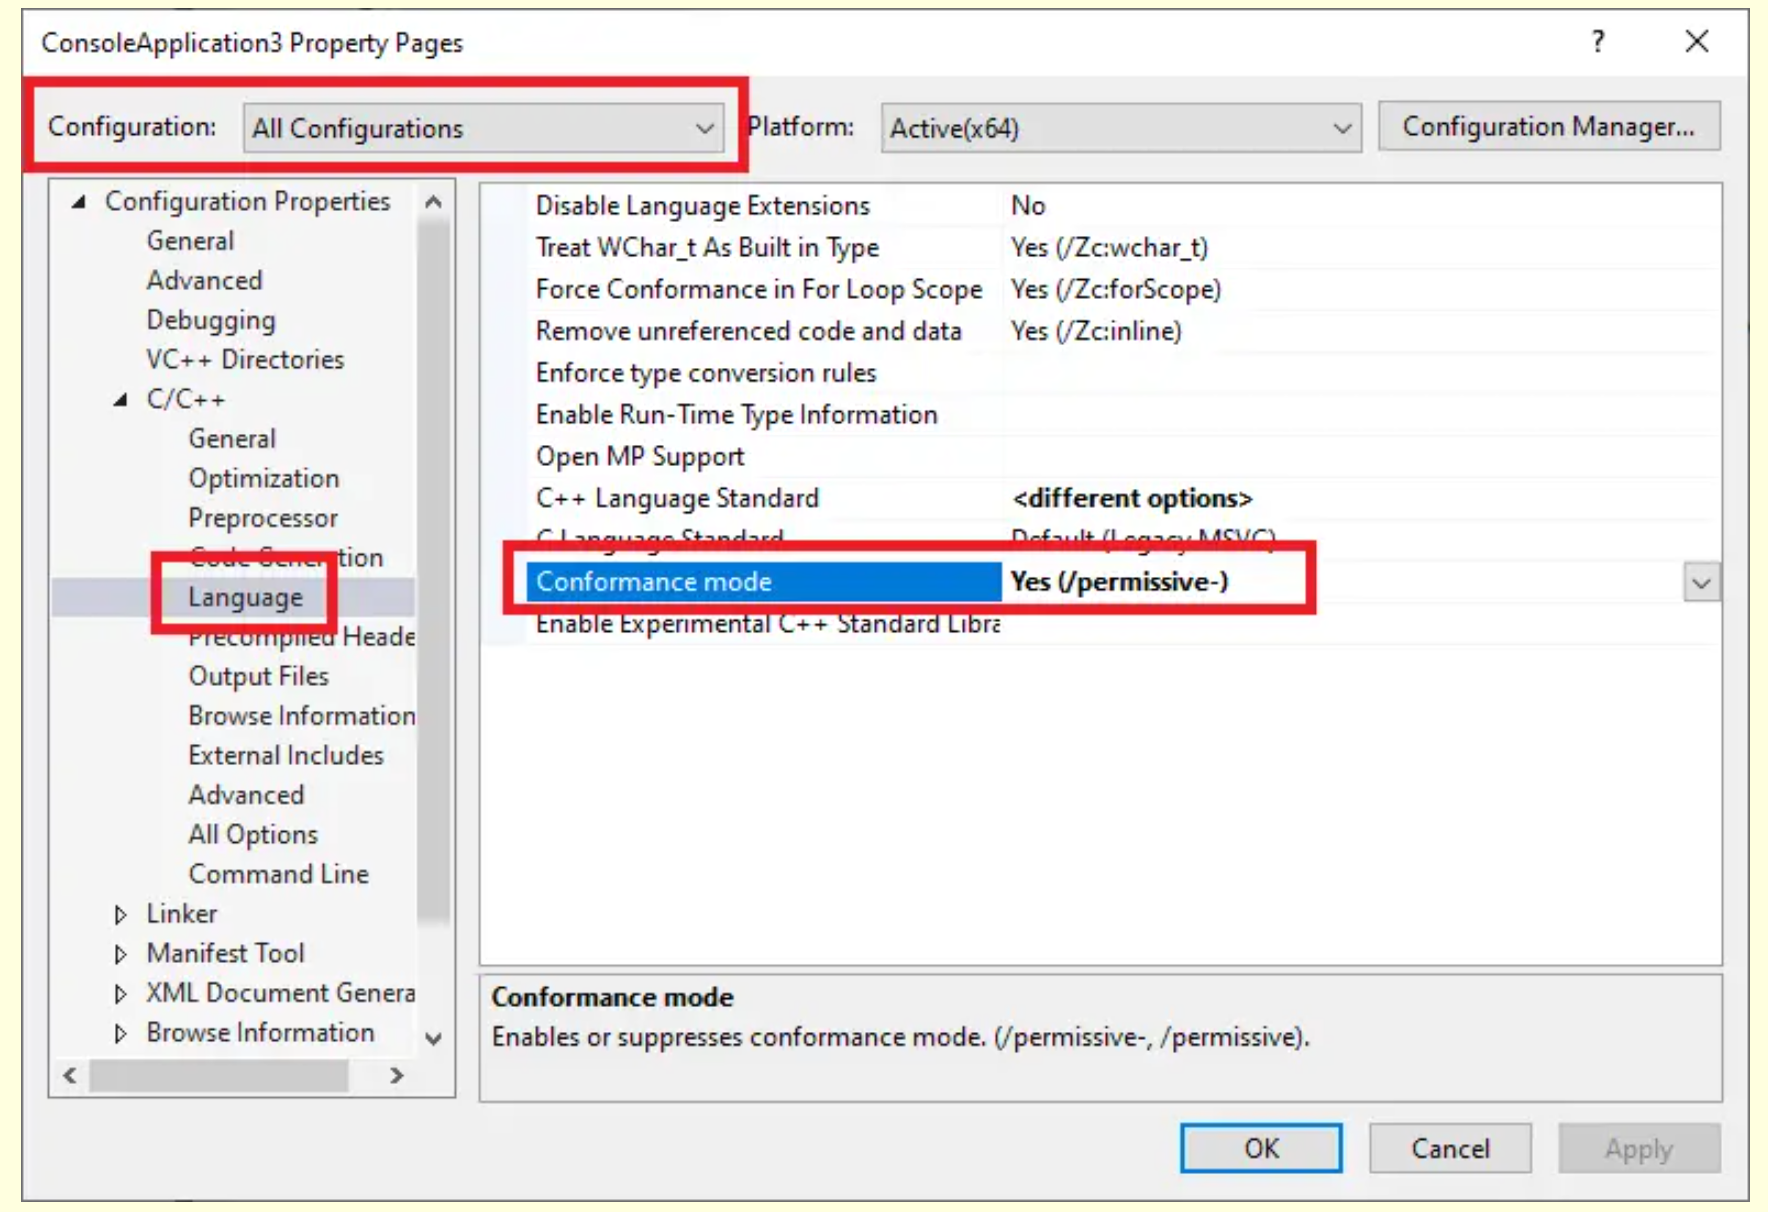 ConsoleApplication3 Property Pages
Configuration: All Configurations Platform: Active(x64) Configuration Manager...
Configuration Properties
General
Advanced
Debugging
VC++ Directories
C/C++
General
Optimization
Preprocessor
Code Generation
Language
Precompiled Heade
Output Files
Browse Information
External Includes
Advanced
All Options
Command Line
Linker
Manifest Tool
XML Document Genera
Browse Information
Disable Language Extensions No
Treat WChar_t As Built in Type Yes (/Zc:wchar_t)
Force Conformance in For Loop Scope Yes (/Zc:forScope)
Remove unreferenced code and data Yes (/Zc:inline)
Enforce type conversion rules
Enable Run-Time Type Information
Open MP Support
C++ Language Standard <different options>
C Language Standard Default (Legacy MSVC)
Conformance mode Yes (/permissive-)
Enable Experimental C++ Standard Libra
Conformance mode
Enables or suppresses conformance mode. (/permissive-, /permissive).
OK Cancel Apply